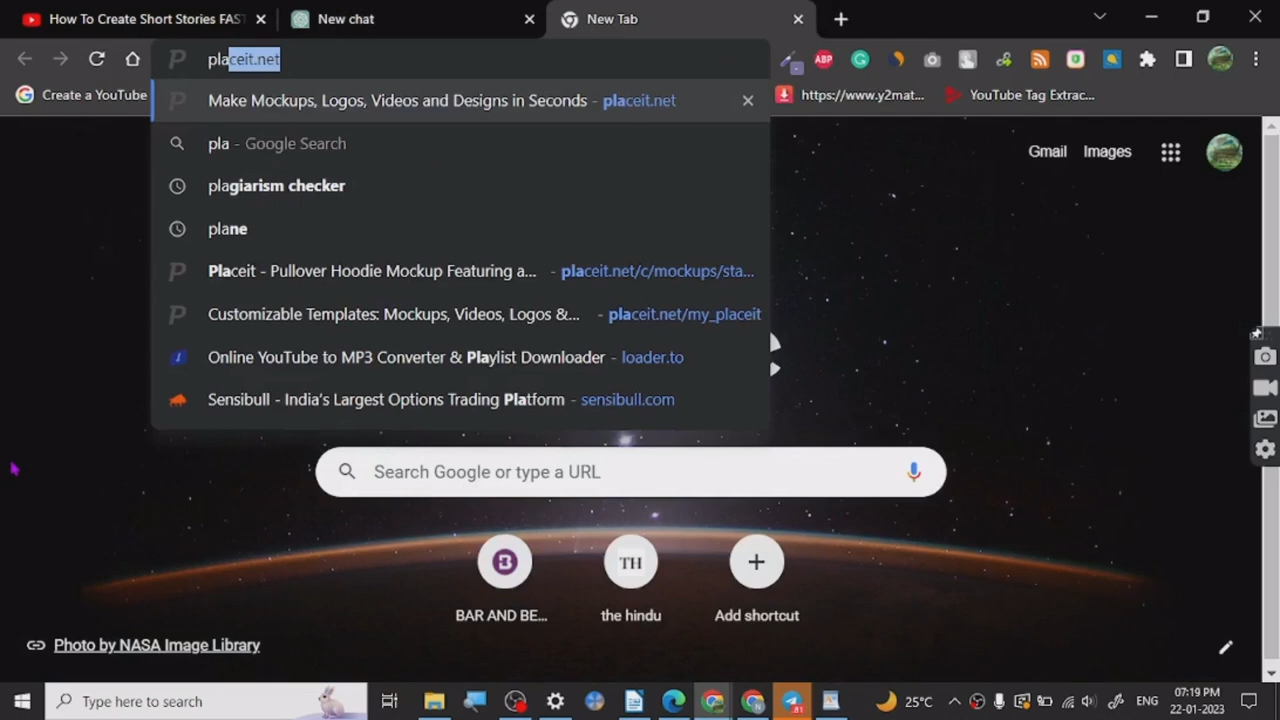 How To Create Short Stories FAS
New chat
New Tab
placeit.net
Create a YouTube
https://www.y2mat...
YouTube Tag Extrac...
Make Mockups, Logos, Videos and Designs in Seconds - placeit.net
pla - Google Search
plagiarism checker
plane
Placeit - Pullover Hoodie Mockup Featuring a... - placeit.net/c/mockups/sta...
Customizable Templates: Mockups, Videos, Logos &... - placeit.net/my_placeit
Online YouTube to MP3 Converter & Playlist Downloader - loader.to
Sensibull - India's Largest Options Trading Platform - sensibull.com
Gmail Images
Search Google or type a URL
TH
BAR AND BE... the hindu Add shortcut
Photo by NASA Image Library
Type here to search
81
25°C
ENG
07:19 PM
22-01-2023